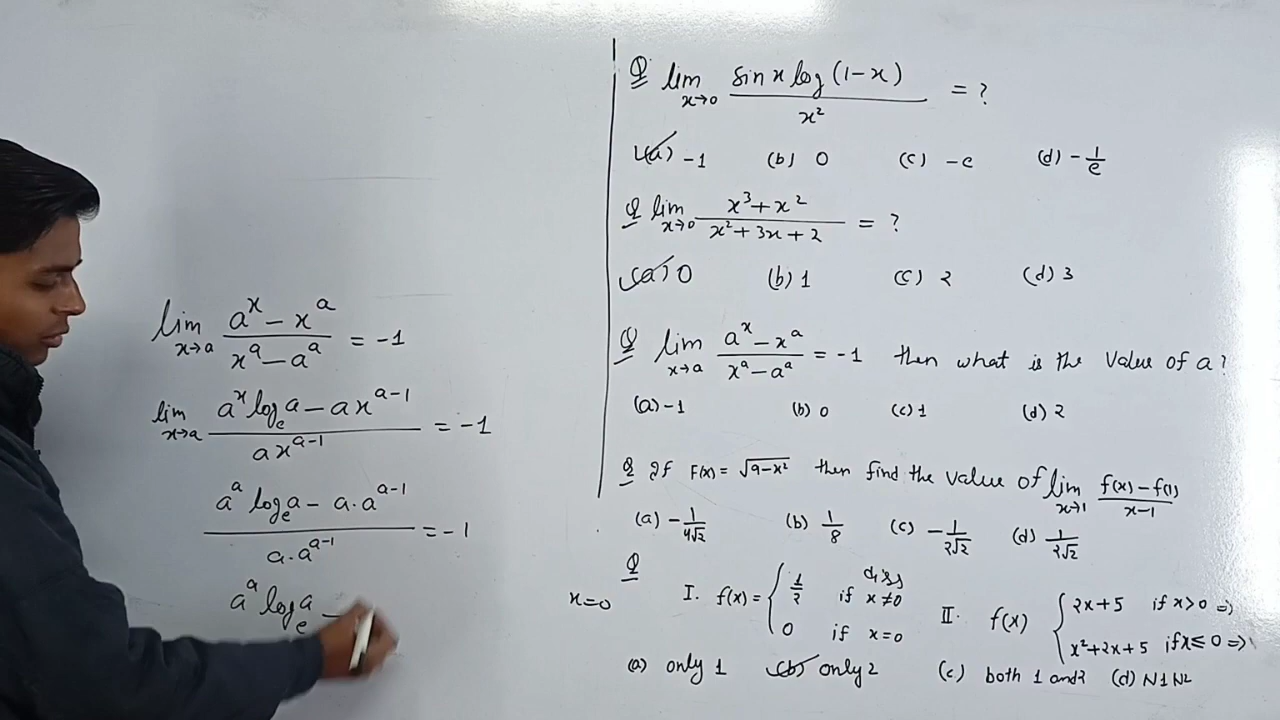 lim x→a (a^x − x^a)/(x^a − a^a) = −1
lim x→a (a^x log_e a − a x^(a−1))/(a x^(a−1)) = −1
(a^a log_e a − a·a^(a−1))/(a·a^(a−1)) = −1
a^a log_e a −
Q lim x→0 (sin x log (1−x))/x² = ?
(a) −1 (b) 0 (c) −e (d) −1/e
Q lim x→0 (x³+x²)/(x²+3x+2) = ?
(a) 0 (b) 1 (c) 2 (d) 3
Q lim x→a (a^x − x^a)/(x^a − a^a) = −1 then what is the value of a?
(a) −1 (b) 0 (c) 1 (d) 2
Q If F(x) = √(9−x²) then find the value of lim x→1 (f(x) − f(1))/(x−1)
(a) −1/4√2 (b) 1/8 (c) −1/2√2 (d) 1/2√2
Q
x=0 I. f(x) = { 1/2 if x≠0 II. f(x) { 2x+5 if x>0 ⇒
0 if x=0 x²+2x+5 if x≤0 ⇒
(a) only 1 (b) only 2 (c) both 1 and 2 (d) N1 N2